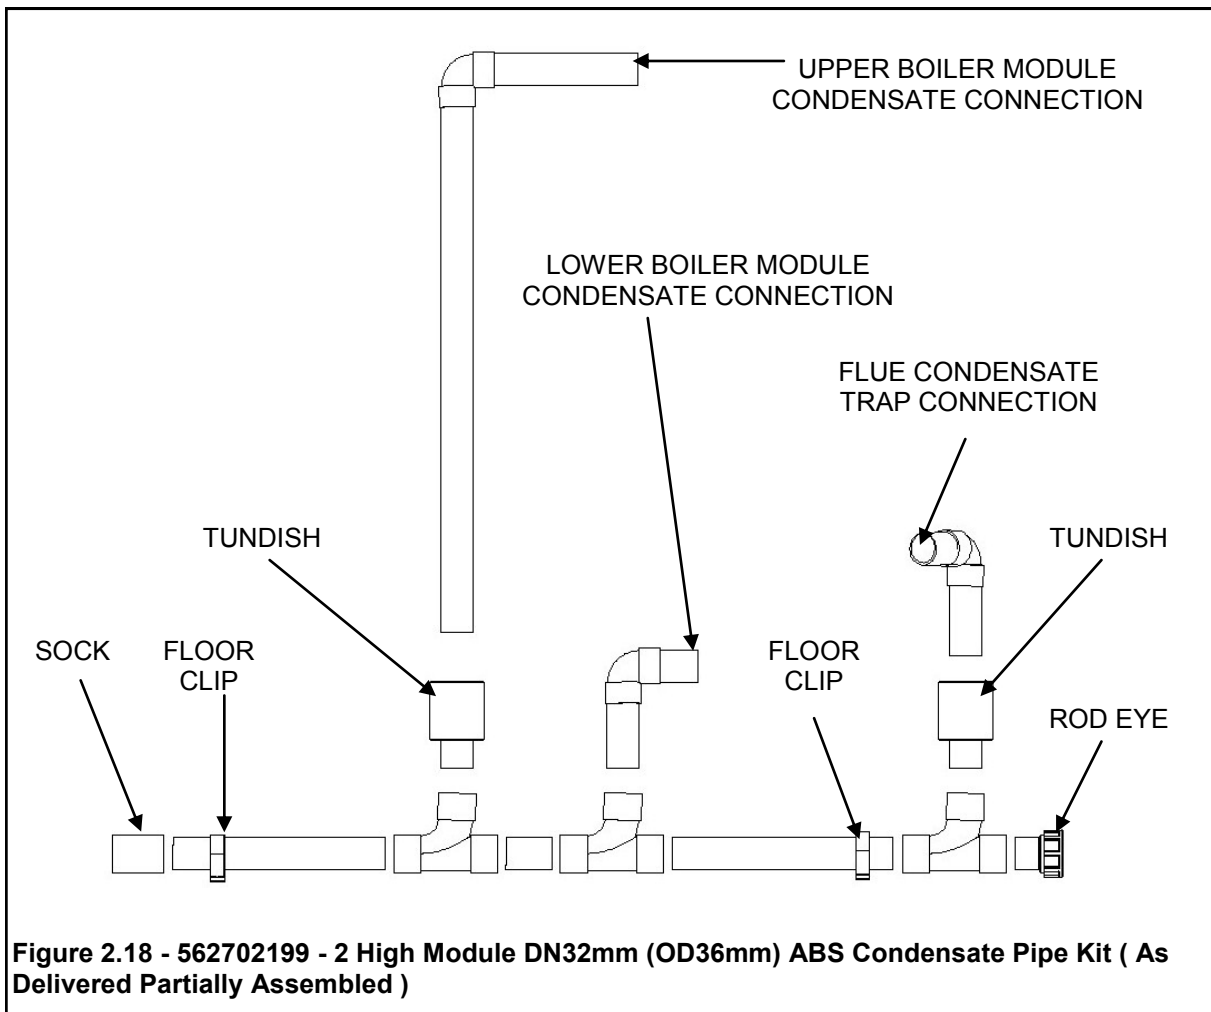 UPPER BOILER MODULE
CONDENSATE CONNECTION
LOWER BOILER MODULE
CONDENSATE CONNECTION
FLUE CONDENSATE
TRAP CONNECTION
TUNDISH
TUNDISH
SOCK
FLOOR
CLIP
FLOOR
CLIP
ROD EYE
Figure 2.18 - 562702199 - 2 High Module DN32mm (OD36mm) ABS Condensate Pipe Kit ( As
Delivered Partially Assembled )